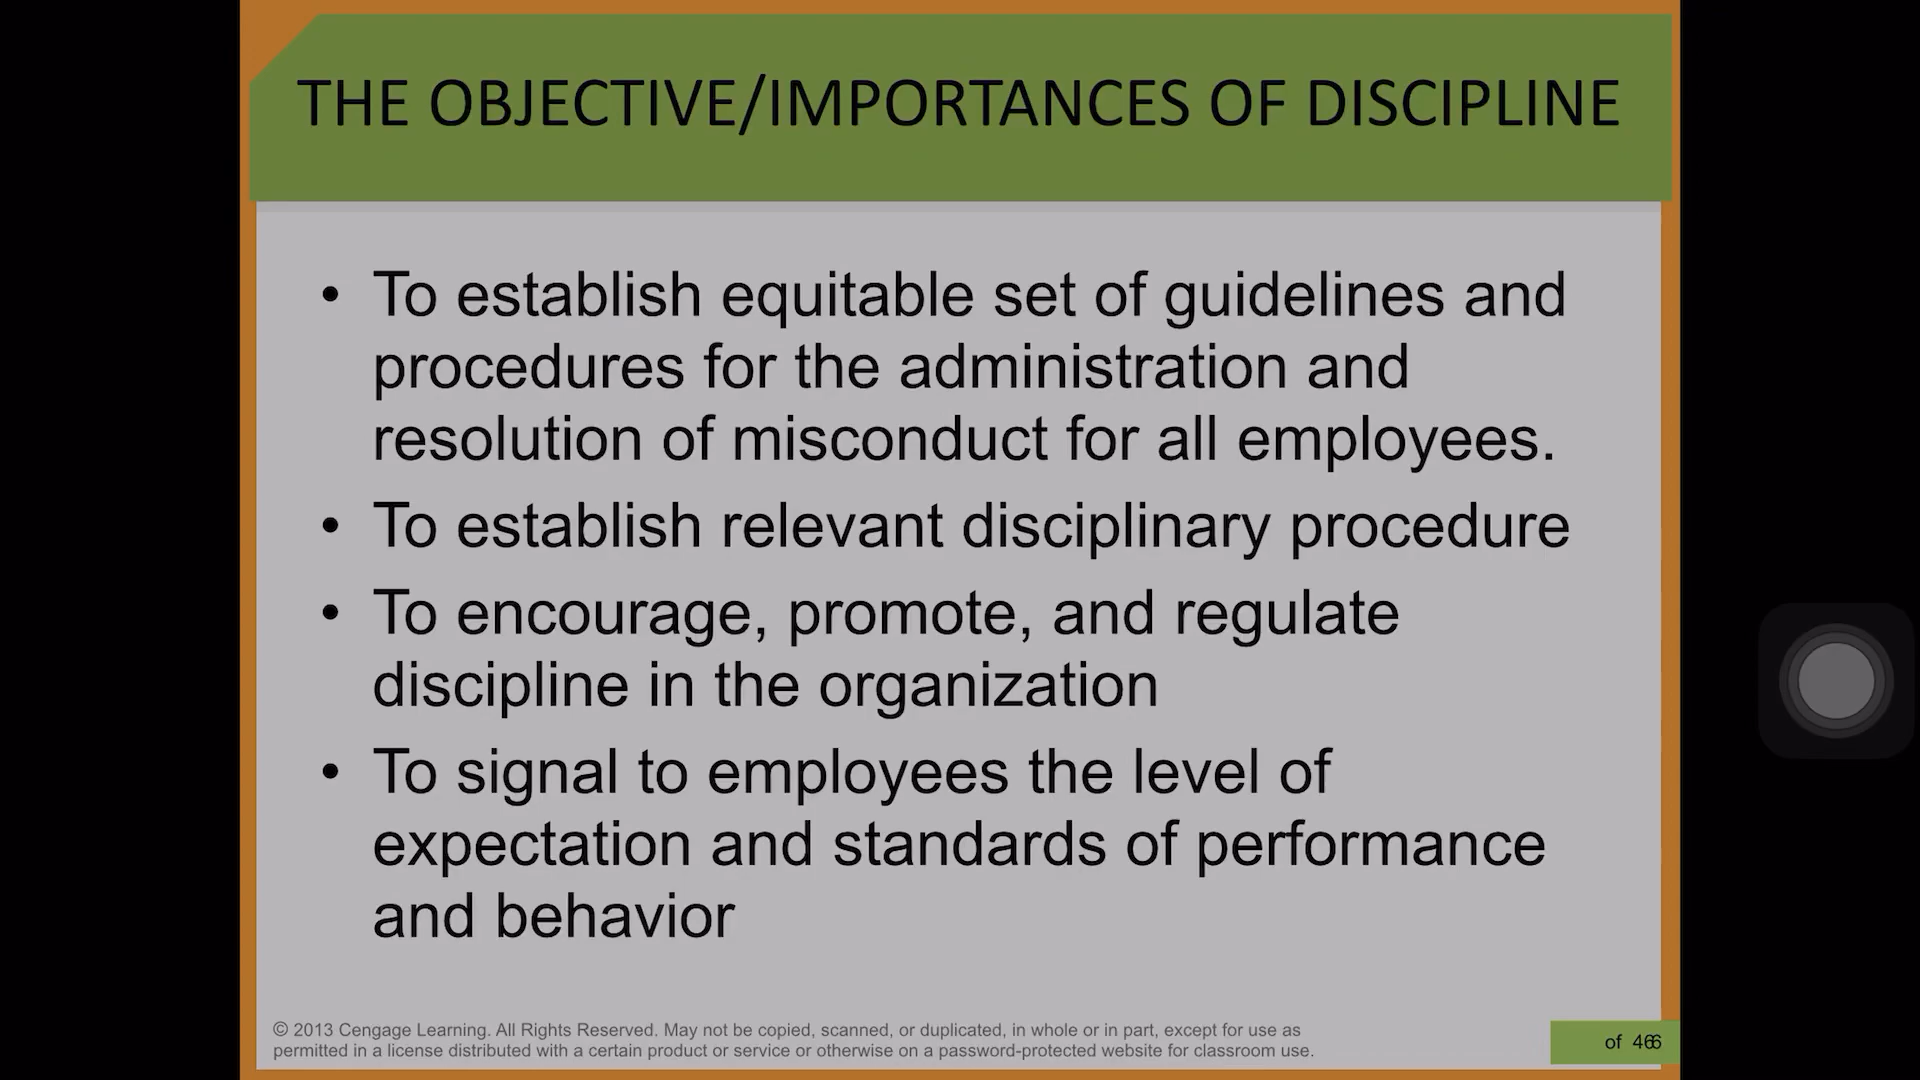 THE OBJECTIVE/IMPORTANCES OF DISCIPLINE
• To establish equitable set of guidelines and
procedures for the administration and
resolution of misconduct for all employees.
• To establish relevant disciplinary procedure
• To encourage, promote, and regulate
discipline in the organization
• To signal to employees the level of
expectation and standards of performance
and behavior
© 2013 Cengage Learning. All Rights Reserved. May not be copied, scanned, or duplicated, in whole or in part, except for use as
permitted in a license distributed with a certain product or service or otherwise on a password-protected website for classroom use.
of